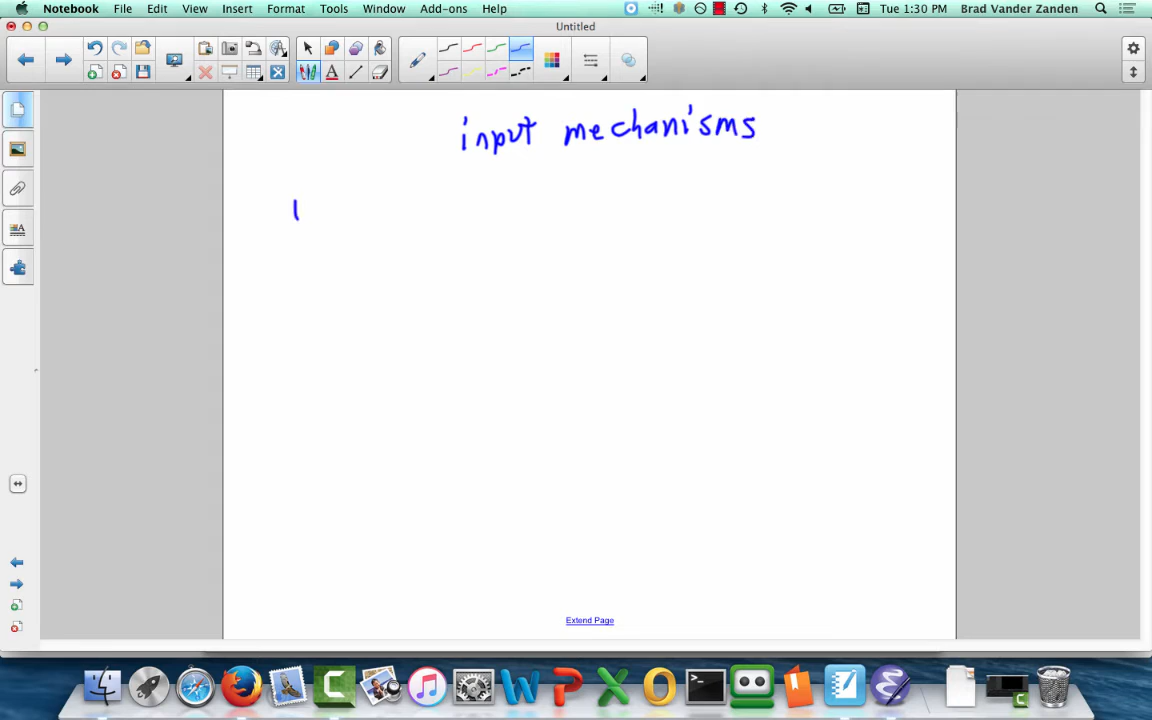 Notebook File Edit View Insert Format Tools Window Add-ons Help Tue 1:30 PM Brad Vander Zanden
Untitled
input mechanisms
Extend Page